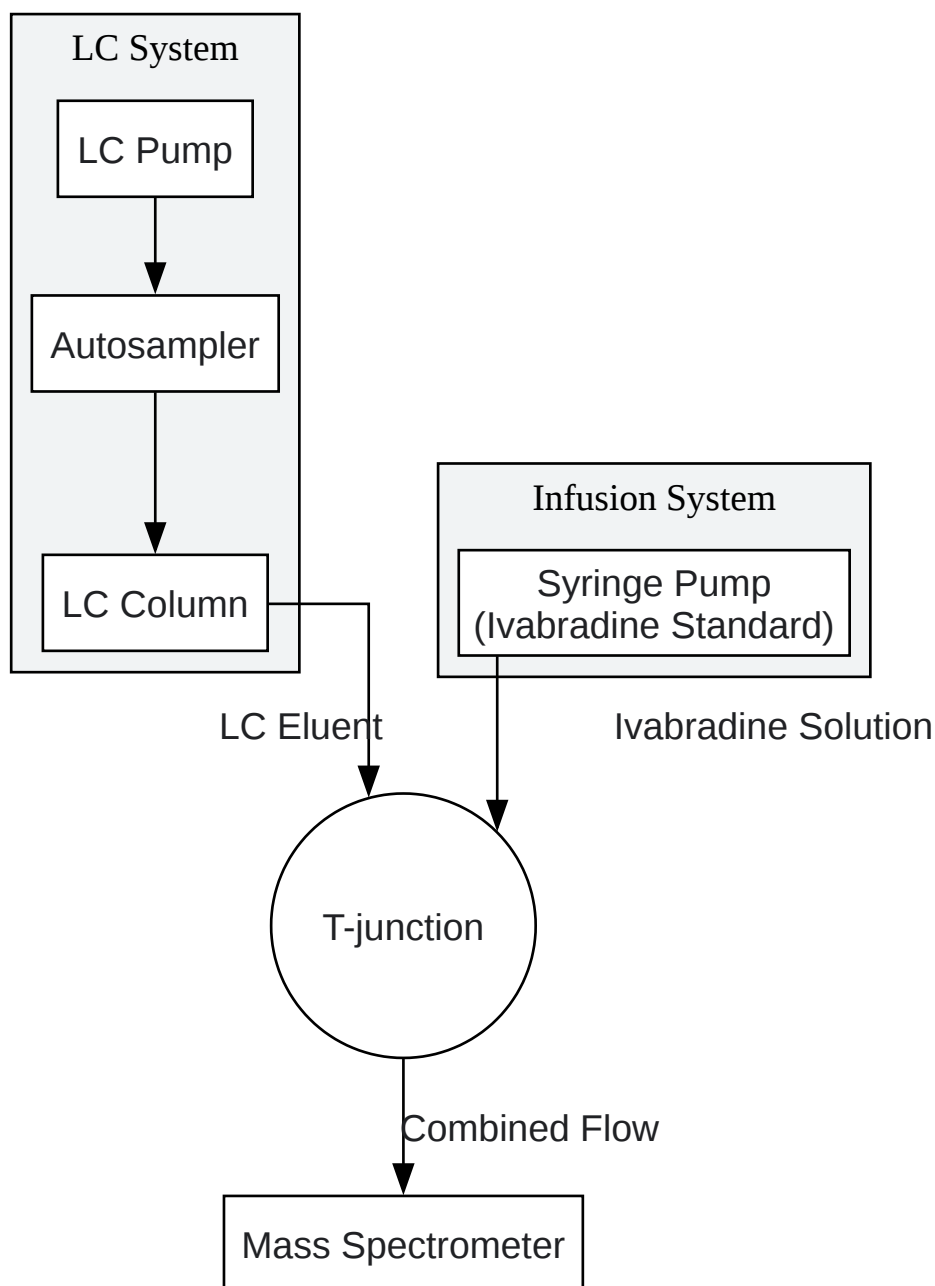 LC System
LC Pump
Autosampler
LC Column
Infusion System
Syringe Pump
(Ivabradine Standard)
LC Eluent
Ivabradine Solution
T-junction
Combined Flow
Mass Spectrometer